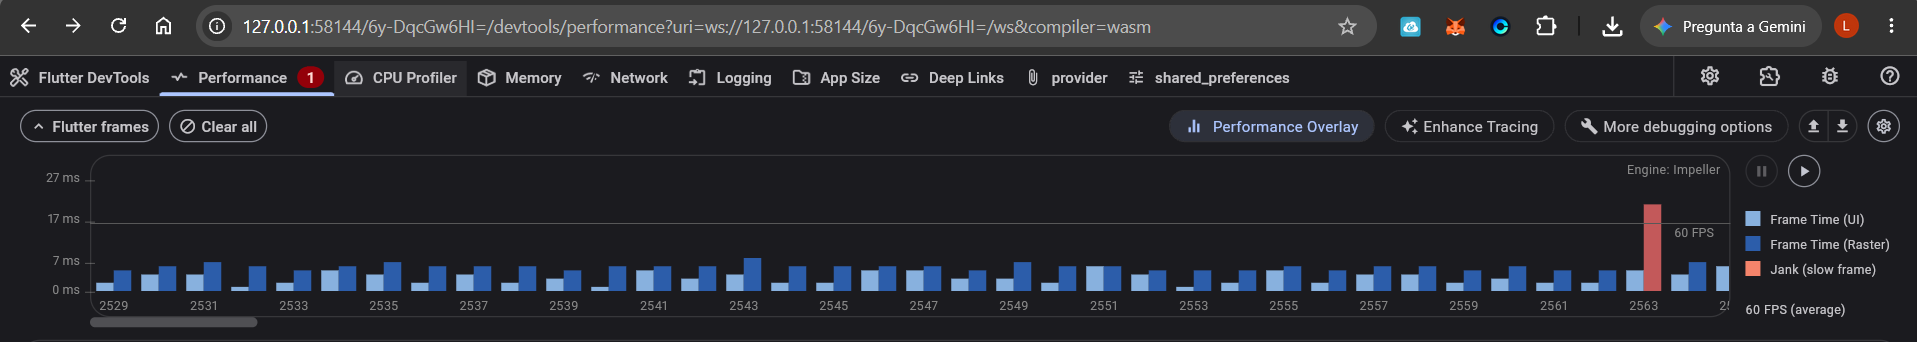 127.0.0.1:58144/6y-DqcGw6HI=/devtools/performance?uri=ws://127.0.0.1:58144/6y-DqcGw6HI=/ws&compiler=wasm
Pregunta a Gemini
L
Flutter DevTools
Performance
1
CPU Profiler
Memory
Network
Logging
App Size
Deep Links
provider
shared_preferences
Flutter frames
Clear all
Performance Overlay
Enhance Tracing
More debugging options
Engine: Impeller
27 ms
17 ms
7 ms
0 ms
60 FPS
Frame Time (UI)
Frame Time (Raster)
Jank (slow frame)
60 FPS (average)
2529 2531 2533 2535 2537 2539 2541 2543 2545 2547 2549 2551 2553 2555 2557 2559 2561 2563